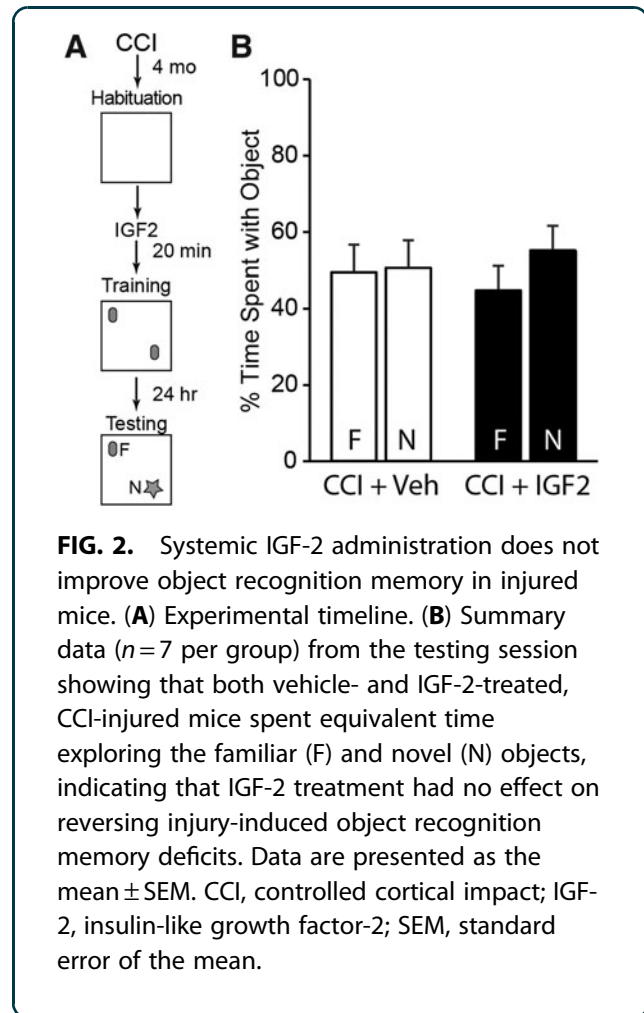 A
CCI
4 mo
Habituation
IGF2
20 min
Training
24 hr
Testing
F
N
B
% Time Spent with Object
100
80
60
40
20
0
F N F N
CCI + Veh CCI + IGF2
FIG. 2. Systemic IGF-2 administration does not
improve object recognition memory in injured
mice. (A) Experimental timeline. (B) Summary
data (n = 7 per group) from the testing session
showing that both vehicle- and IGF-2-treated,
CCI-injured mice spent equivalent time
exploring the familiar (F) and novel (N) objects,
indicating that IGF-2 treatment had no effect on
reversing injury-induced object recognition
memory deficits. Data are presented as the
mean ± SEM. CCI, controlled cortical impact; IGF-
2, insulin-like growth factor-2; SEM, standard
error of the mean.